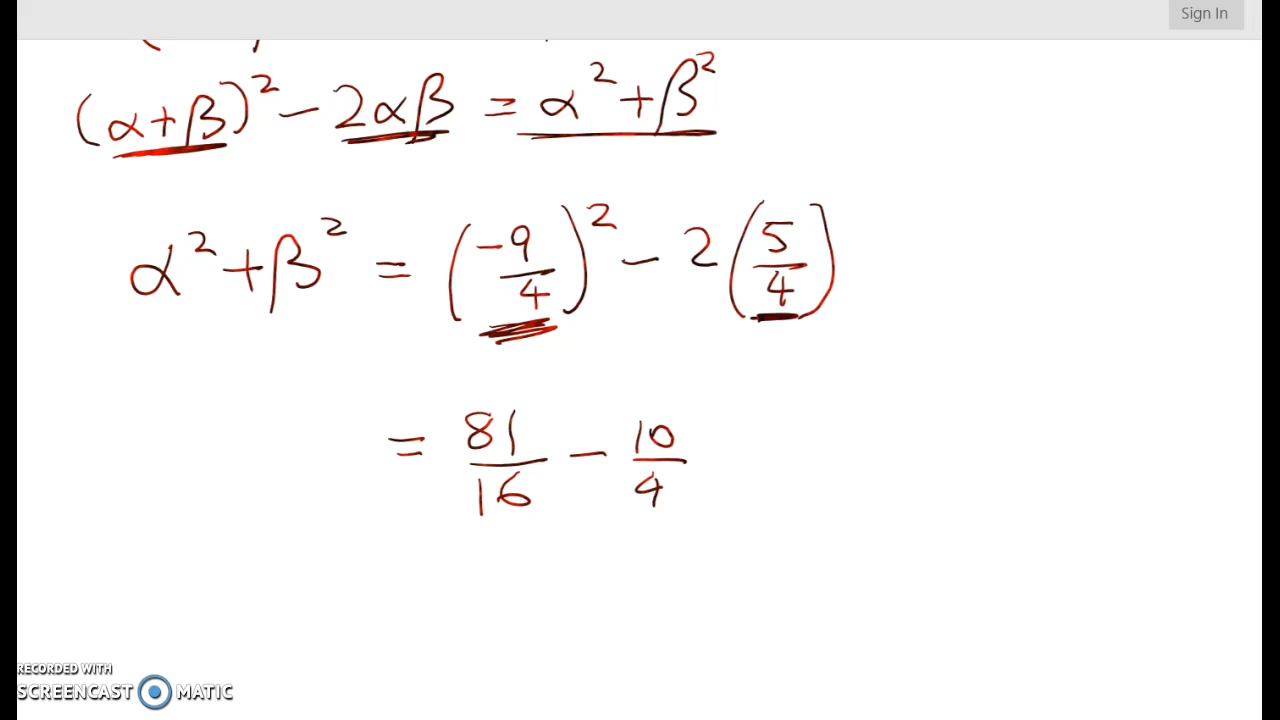 Sign In
(α+β)² − 2αβ = α² + β²
α² + β² = (−9/4)² − 2(5/4)
= 81/16 − 10/4
RECORDED WITH
SCREENCAST MATIC